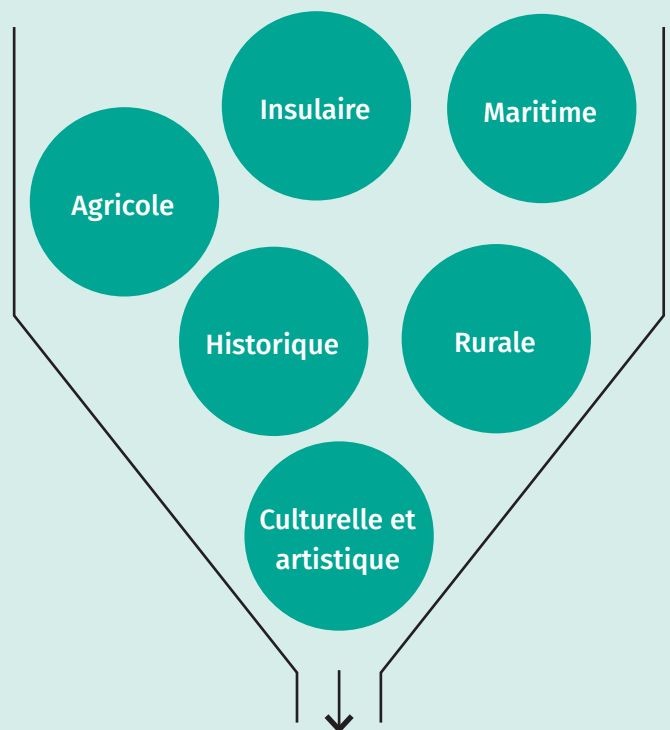 Insulaire
Maritime
Agricole
Historique
Rurale
Culturelle et
artistique